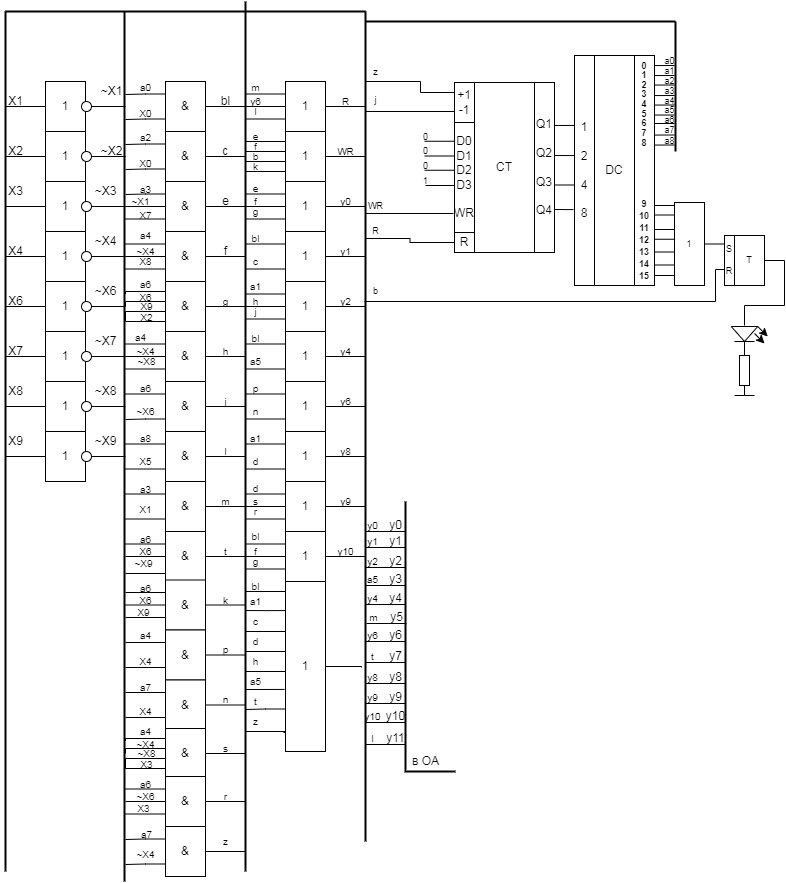 X1
1
~X1
X2
1
~X2
X3
1
~X3
X4
1
~X4
X6
1
~X6
X7
1
~X7
X8
1
~X8
X9
1
~X9
a0
X0
&
bl
a2
X0
&
c
a3
~X1
X7
&
e
a4
~X4
X8
&
f
a6
X6
X9
X2
&
g
a4
~X4
~X8
&
h
a6
~X6
&
j
a8
X5
&
l
a3
X1
&
m
a6
X6
~X9
&
t
a6
X6
X9
&
k
a4
X4
&
p
a7
X4
&
n
a4
~X4
~X8
X3
&
s
a6
~X6
X3
&
r
a7
~X4
&
z
m
y6
l
1
R
e
f
b
k
1
WR
e
f
g
1
y0
bl
c
1
y1
a1
h
j
1
y2
bl
a5
1
y4
p
n
1
y6
a1
d
1
y8
d
s
r
1
y9
bl
f
g
1
y10
bl
a1
c
d
h
a5
t
z
1
z
j
0
0
0
1
WR
R
b
+1
-1
D0
D1
D2
D3
WR
R
CT
Q1
Q2
Q3
Q4
1
2
4
8
DC
0 a0
1 a1
2 a2
3 a3
4 a4
5 a5
6 a6
7 a7
8 a8
9
10
11
12
13
14
15
1
S
R
T
y0 y0
y1 y1
y2 y2
a5 y3
y4 y4
m y5
y6 y6
t y7
y8 y8
y9 y9
y10 y10
l y11
в ОА